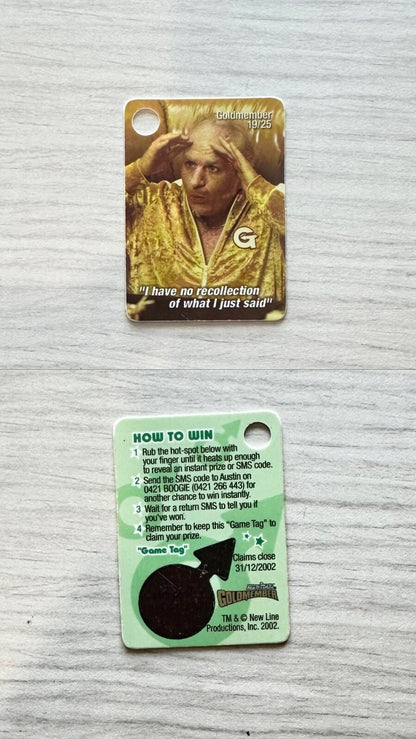 Goldmember
19/25
G
"I have no recollection
of what I just said"
HOW TO WIN
1 Rub the hot-spot below with
your finger until it heats up enough
to reveal an instant prize or SMS code.
2 Send the SMS code to Austin on
0421 BOOGIE (0421 266 443) for
another chance to win instantly.
3 Wait for a return SMS to tell you if
you've won.
4 Remember to keep this "Game Tag" to
claim your prize.
"Game Tag"
Claims close
31/12/2002
GOLDMEMBER
TM & © New Line
Productions, Inc. 2002.